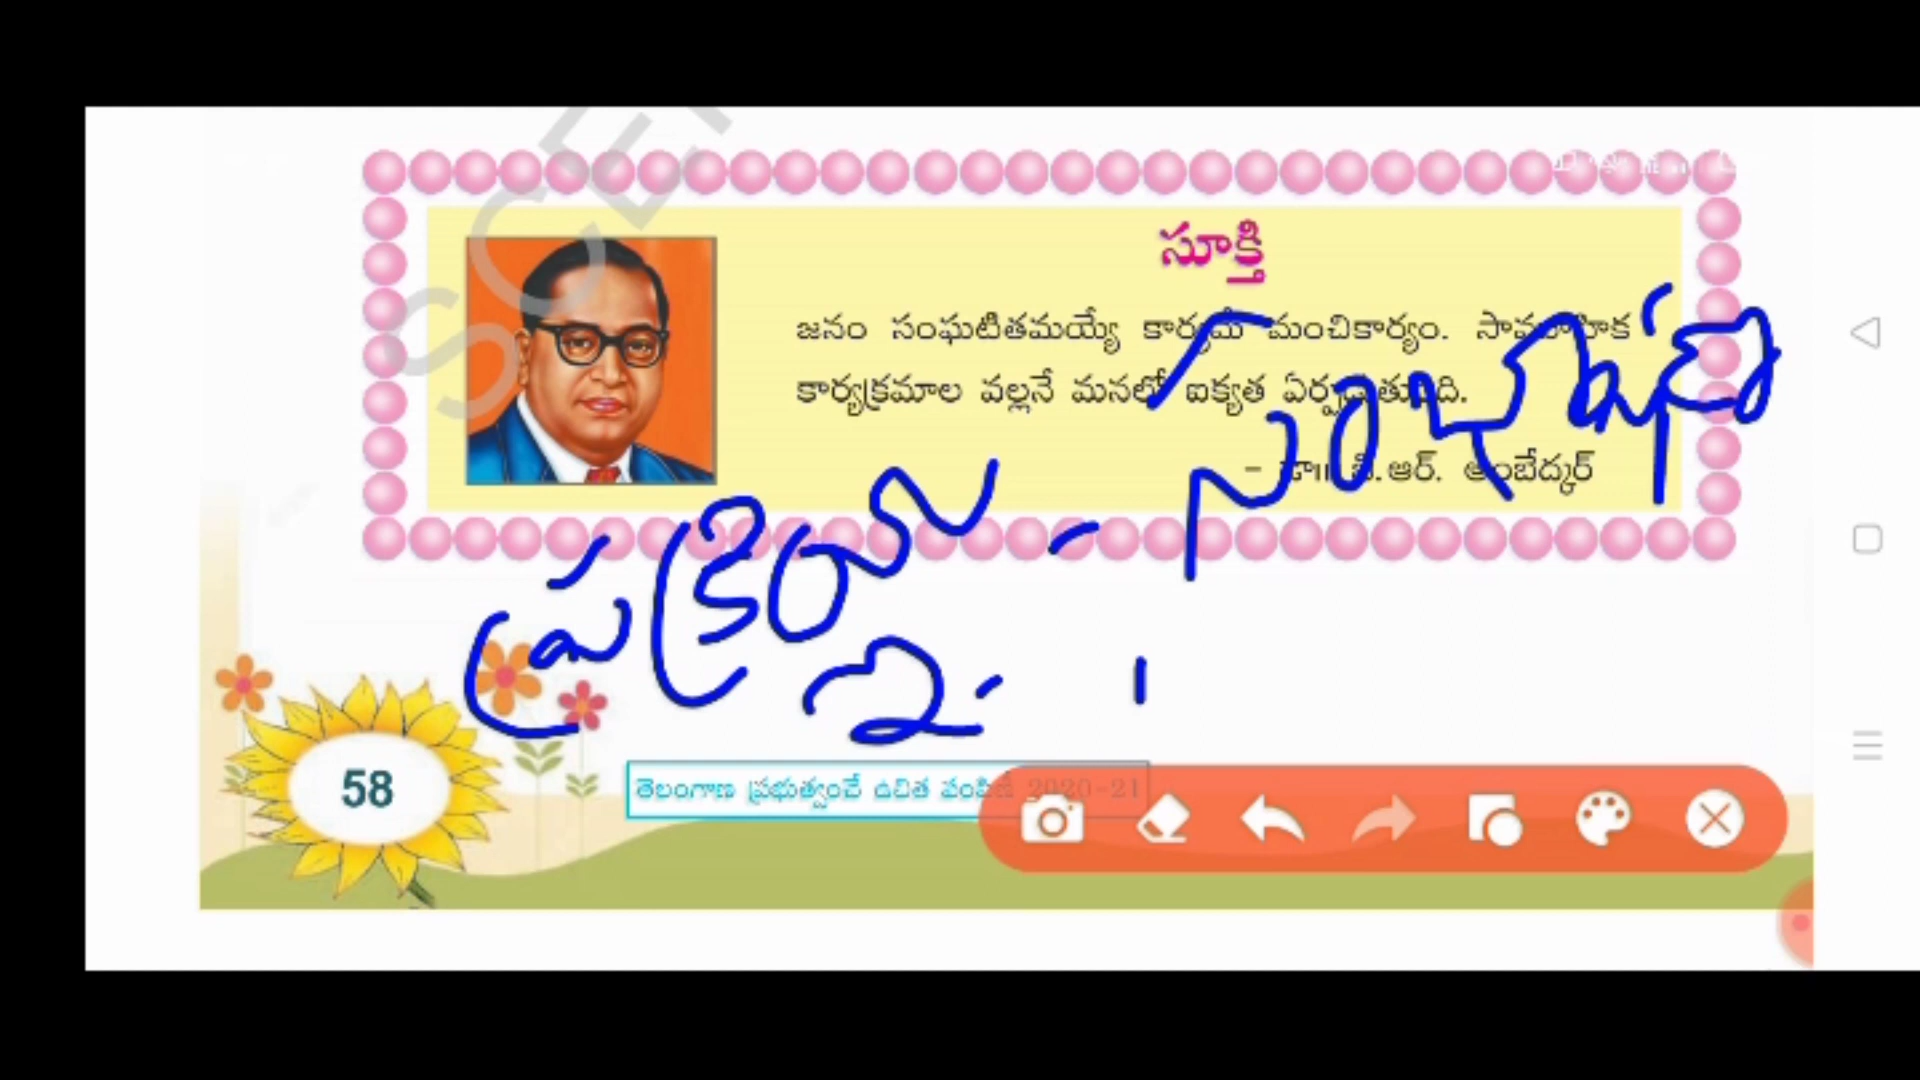 సూక్తి
జనం సంఘటితమయ్యే కార్యమే మంచికార్యం. సామూహిక
కార్యక్రమాల వల్లనే మనలో ఐక్యత ఏర్పడుతుంది.
- డా॥ బి.ఆర్. అంబేద్కర్
ప్రక్రియ - సంభాషణ
58
తెలంగాణ ప్రభుత్వంచే ఉచిత పంపిణీ 2020-21